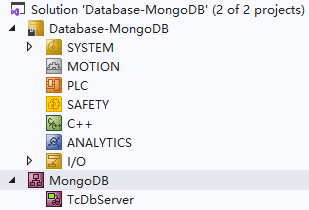 Solution 'Database-MongoDB' (2 of 2 projects)
Database-MongoDB
SYSTEM
MOTION
PLC
SAFETY
C++
ANALYTICS
I/O
MongoDB
TcDbServer